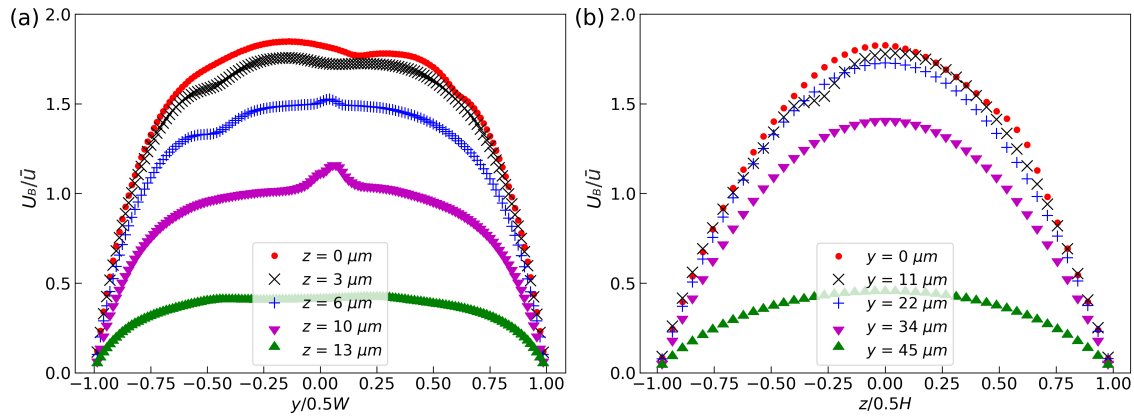 (a)
2.0
1.5
1.0
0.5
0.0
U_B/ū
z = 0 μm
z = 3 μm
z = 6 μm
z = 10 μm
z = 13 μm
−1.00 −0.75 −0.50 −0.25 0.00 0.25 0.50 0.75 1.00
y/0.5W
(b)
2.0
1.5
1.0
0.5
0.0
U_B/ū
y = 0 μm
y = 11 μm
y = 22 μm
y = 34 μm
y = 45 μm
−1.00 −0.75 −0.50 −0.25 0.00 0.25 0.50 0.75 1.00
z/0.5H